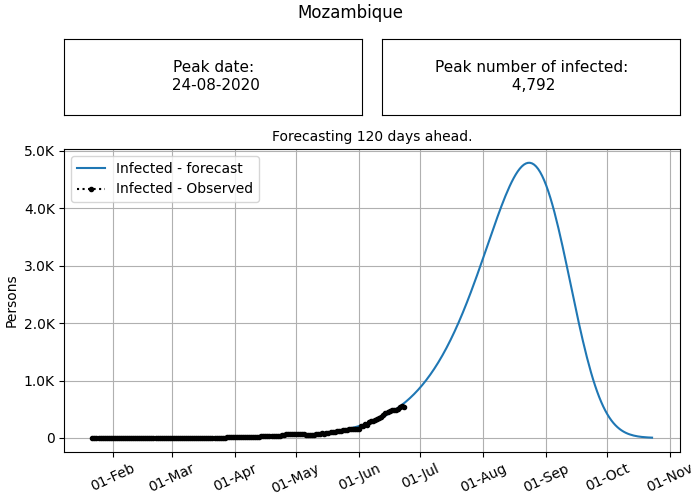 Mozambique
Peak date:
24-08-2020
Peak number of infected:
4,792
Forecasting 120 days ahead.
Infected - forecast
Infected - Observed
Persons
5.0K
4.0K
3.0K
2.0K
1.0K
0
01-Feb
01-Mar
01-Apr
01-May
01-Jun
01-Jul
01-Aug
01-Sep
01-Oct
01-Nov